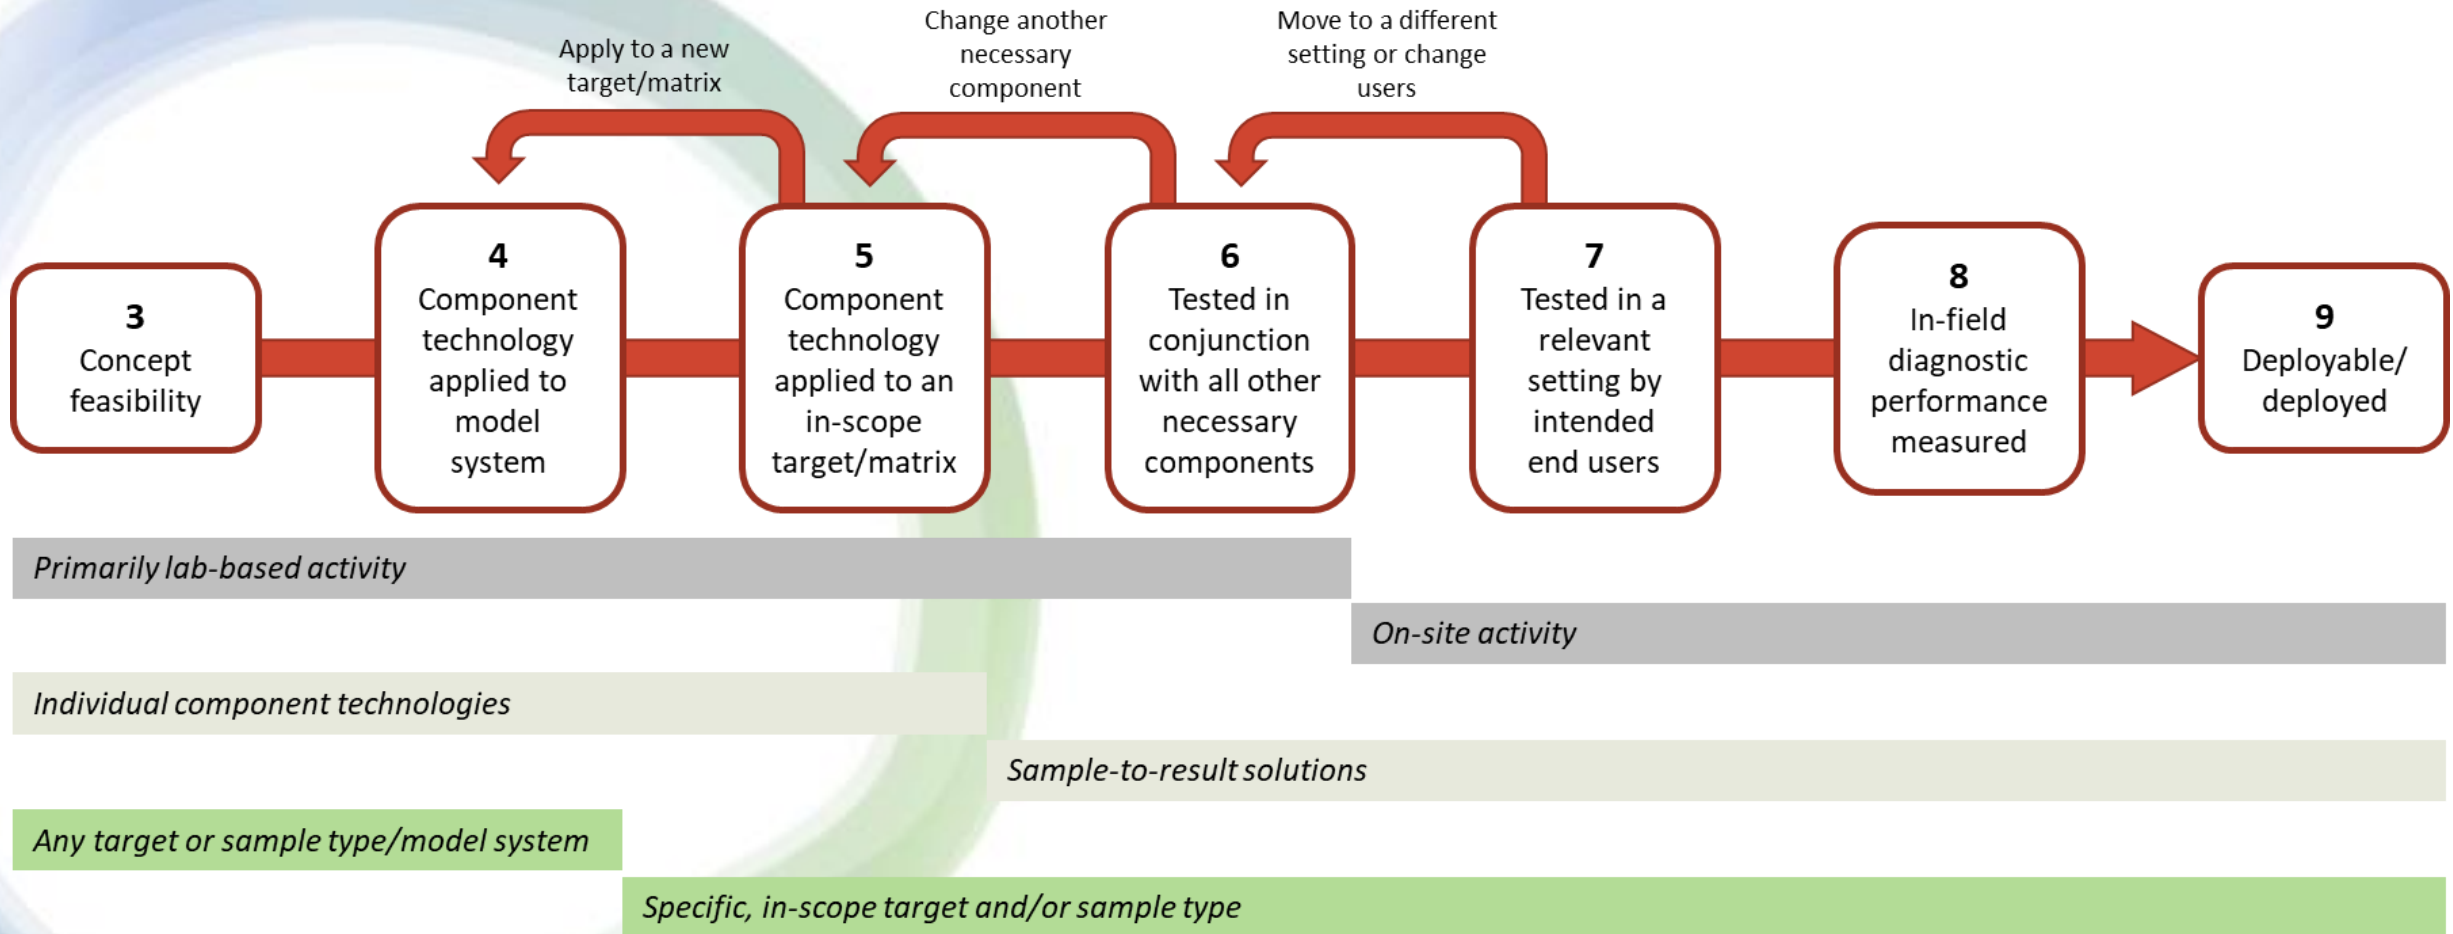 Apply to a new
target/matrix
Change another
necessary
component
Move to a different
setting or change
users
3
Concept
feasibility
4
Component
technology
applied to
model
system
5
Component
technology
applied to an
in-scope
target/matrix
6
Tested in
conjunction
with all other
necessary
components
7
Tested in a
relevant
setting by
intended
end users
8
In-field
diagnostic
performance
measured
9
Deployable/
deployed
Primarily lab-based activity
On-site activity
Individual component technologies
Sample-to-result solutions
Any target or sample type/model system
Specific, in-scope target and/or sample type